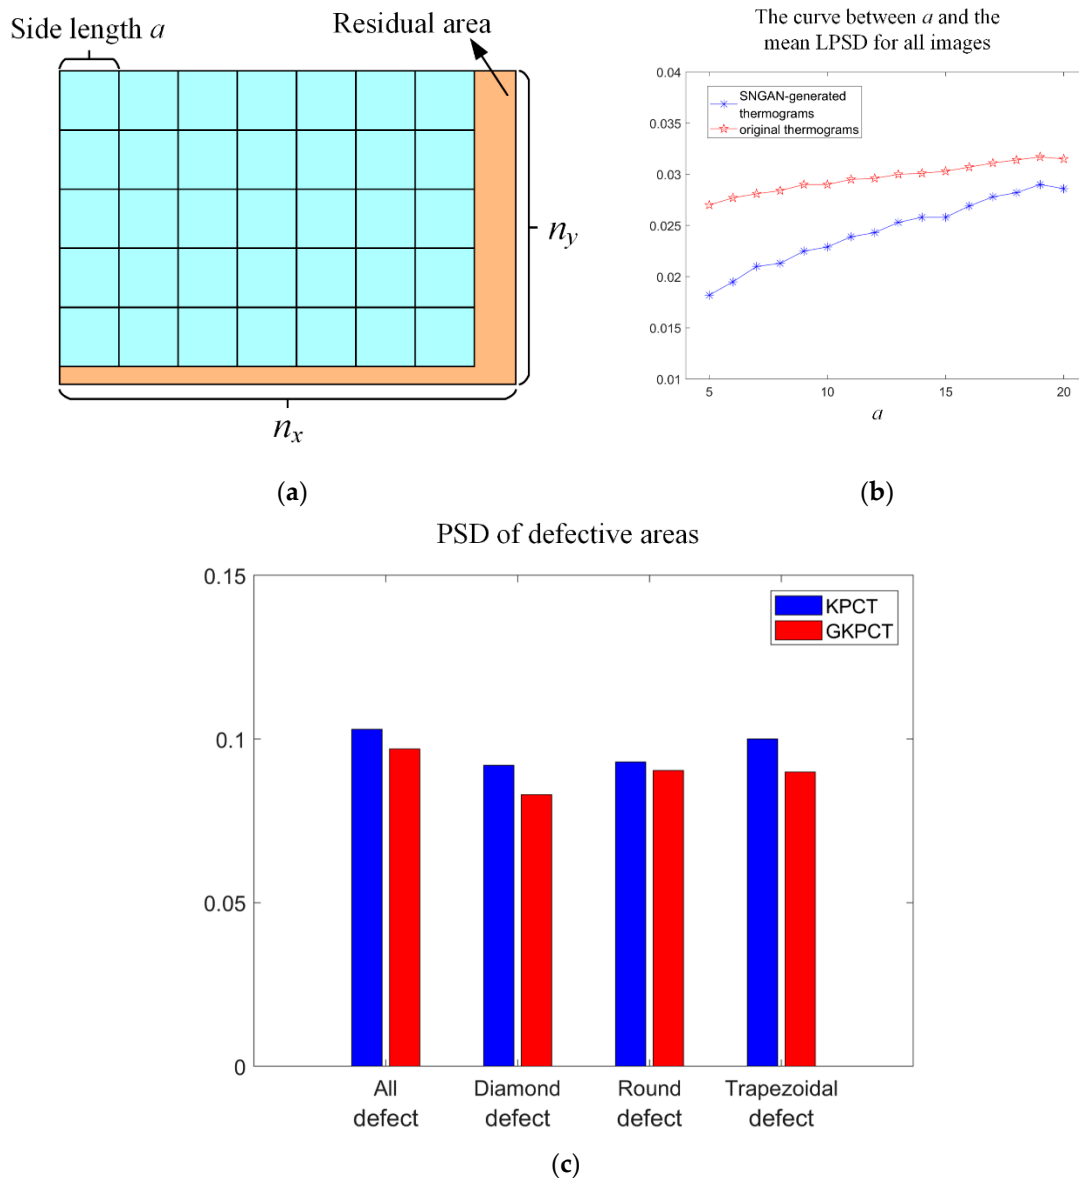 Side length a
Residual area
n_y
n_x
(a)
The curve between a and the
mean LPSD for all images
0.04
0.035
0.03
0.025
0.02
0.015
0.01
SNGAN-generated
thermograms
original thermograms
5
10
15
20
a
(b)
PSD of defective areas
0.15
0.1
0.05
0
KPCT
GKPCT
All
defect
Diamond
defect
Round
defect
Trapezoidal
defect
(c)